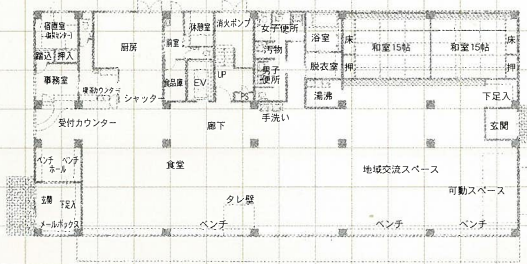 宿直室
踏込
押入
事務室
受付カウンター
ベンチ ベンチ
ホール
玄関
下足入
メールボックス
厨房
配膳カウンター
シャッター
前室
食品庫
休憩室
EV
消火ポンプ
UP
PS
廊下
女子便所
汚物
男子
便所
手洗い
浴室
脱衣室
湯沸
床
押
和室15帖
和室15帖
床
押
下足入
玄関
食堂
タレ壁
ベンチ
地域交流スペース
可動スペース
ベンチ
ベンチ